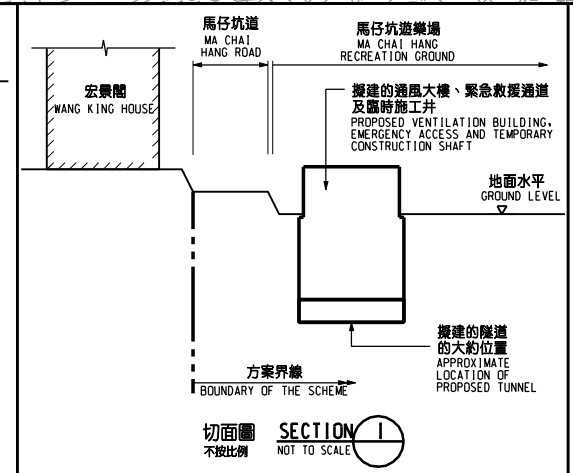 馬仔坑道
MA CHAI
HANG ROAD
馬仔坑遊樂場
MA CHAI HANG
RECREATION GROUND
宏景閣
WANG KING HOUSE
擬建的通風大樓、緊急救援通道
及臨時施工井
PROPOSED VENTILATION BUILDING,
EMERGENCY ACCESS AND TEMPORARY
CONSTRUCTION SHAFT
地面水平
GROUND LEVEL
擬建的隧道
的大約位置
APPROXIMATE
LOCATION OF
PROPOSED TUNNEL
方案界線
BOUNDARY OF THE SCHEME
切面圖 SECTION 1
不按比例 NOT TO SCALE